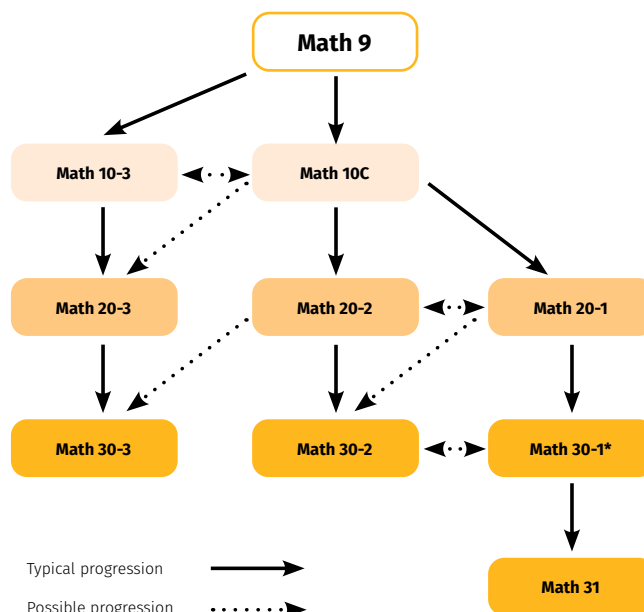 Math 9
Math 10-3
Math 10C
Math 20-3
Math 20-2
Math 20-1
Math 30-3
Math 30-2
Math 30-1*
Math 31
Typical progression
Possible progression